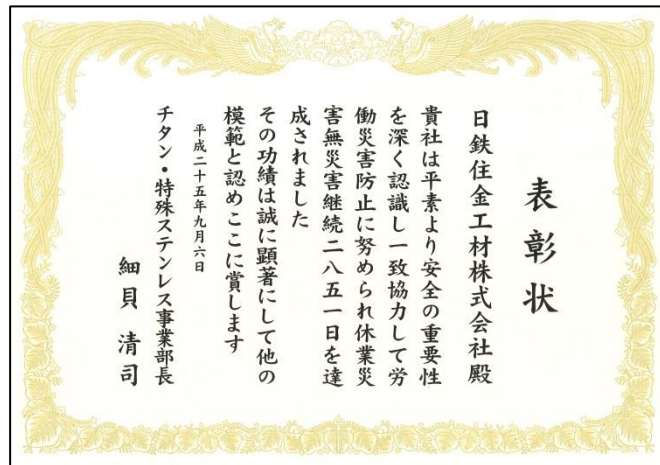 表彰状
日鉄住金工材株式会社殿
貴社は平素より安全の重要性
を深く認識し一致協力して労
働災害防止に努められ休業災
害無災害継続二八五一日を達
成されました
その功績は誠に顕著にして他の
模範と認めここに賞します
平成二十五年九月六日
チタン・特殊ステンレス事業部長
細貝清司